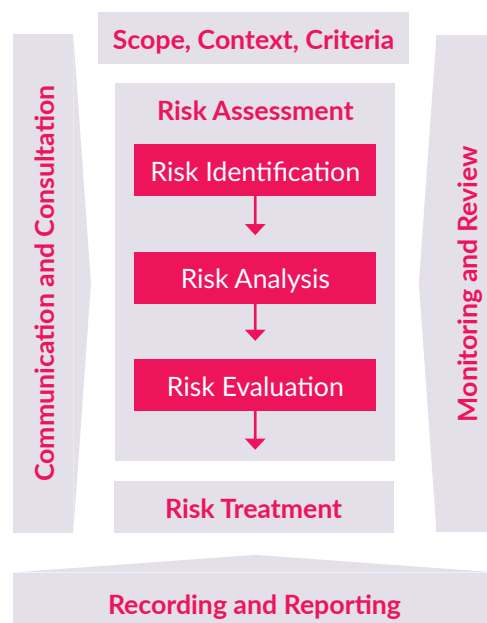 Scope, Context, Criteria
Communication and Consultation
Risk Assessment
Risk Identification
Risk Analysis
Risk Evaluation
Monitoring and Review
Risk Treatment
Recording and Reporting